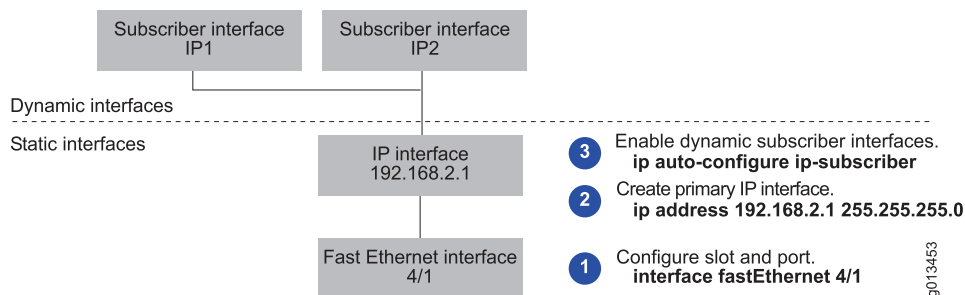 Subscriber interface
IP1
Subscriber interface
IP2
Dynamic interfaces
Static interfaces
IP interface
192.168.2.1
3
Enable dynamic subscriber interfaces.
ip auto-configure ip-subscriber
2
Create primary IP interface.
ip address 192.168.2.1 255.255.255.0
Fast Ethernet interface
4/1
1
Configure slot and port.
interface fastEthernet 4/1
g013453